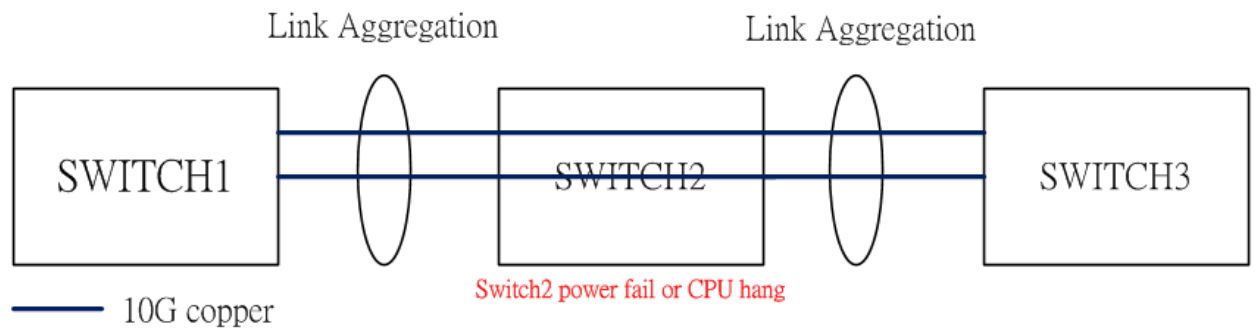 Link Aggregation
Link Aggregation
SWITCH1
SWITCH2
SWITCH3
Switch2 power fail or CPU hang
10G copper